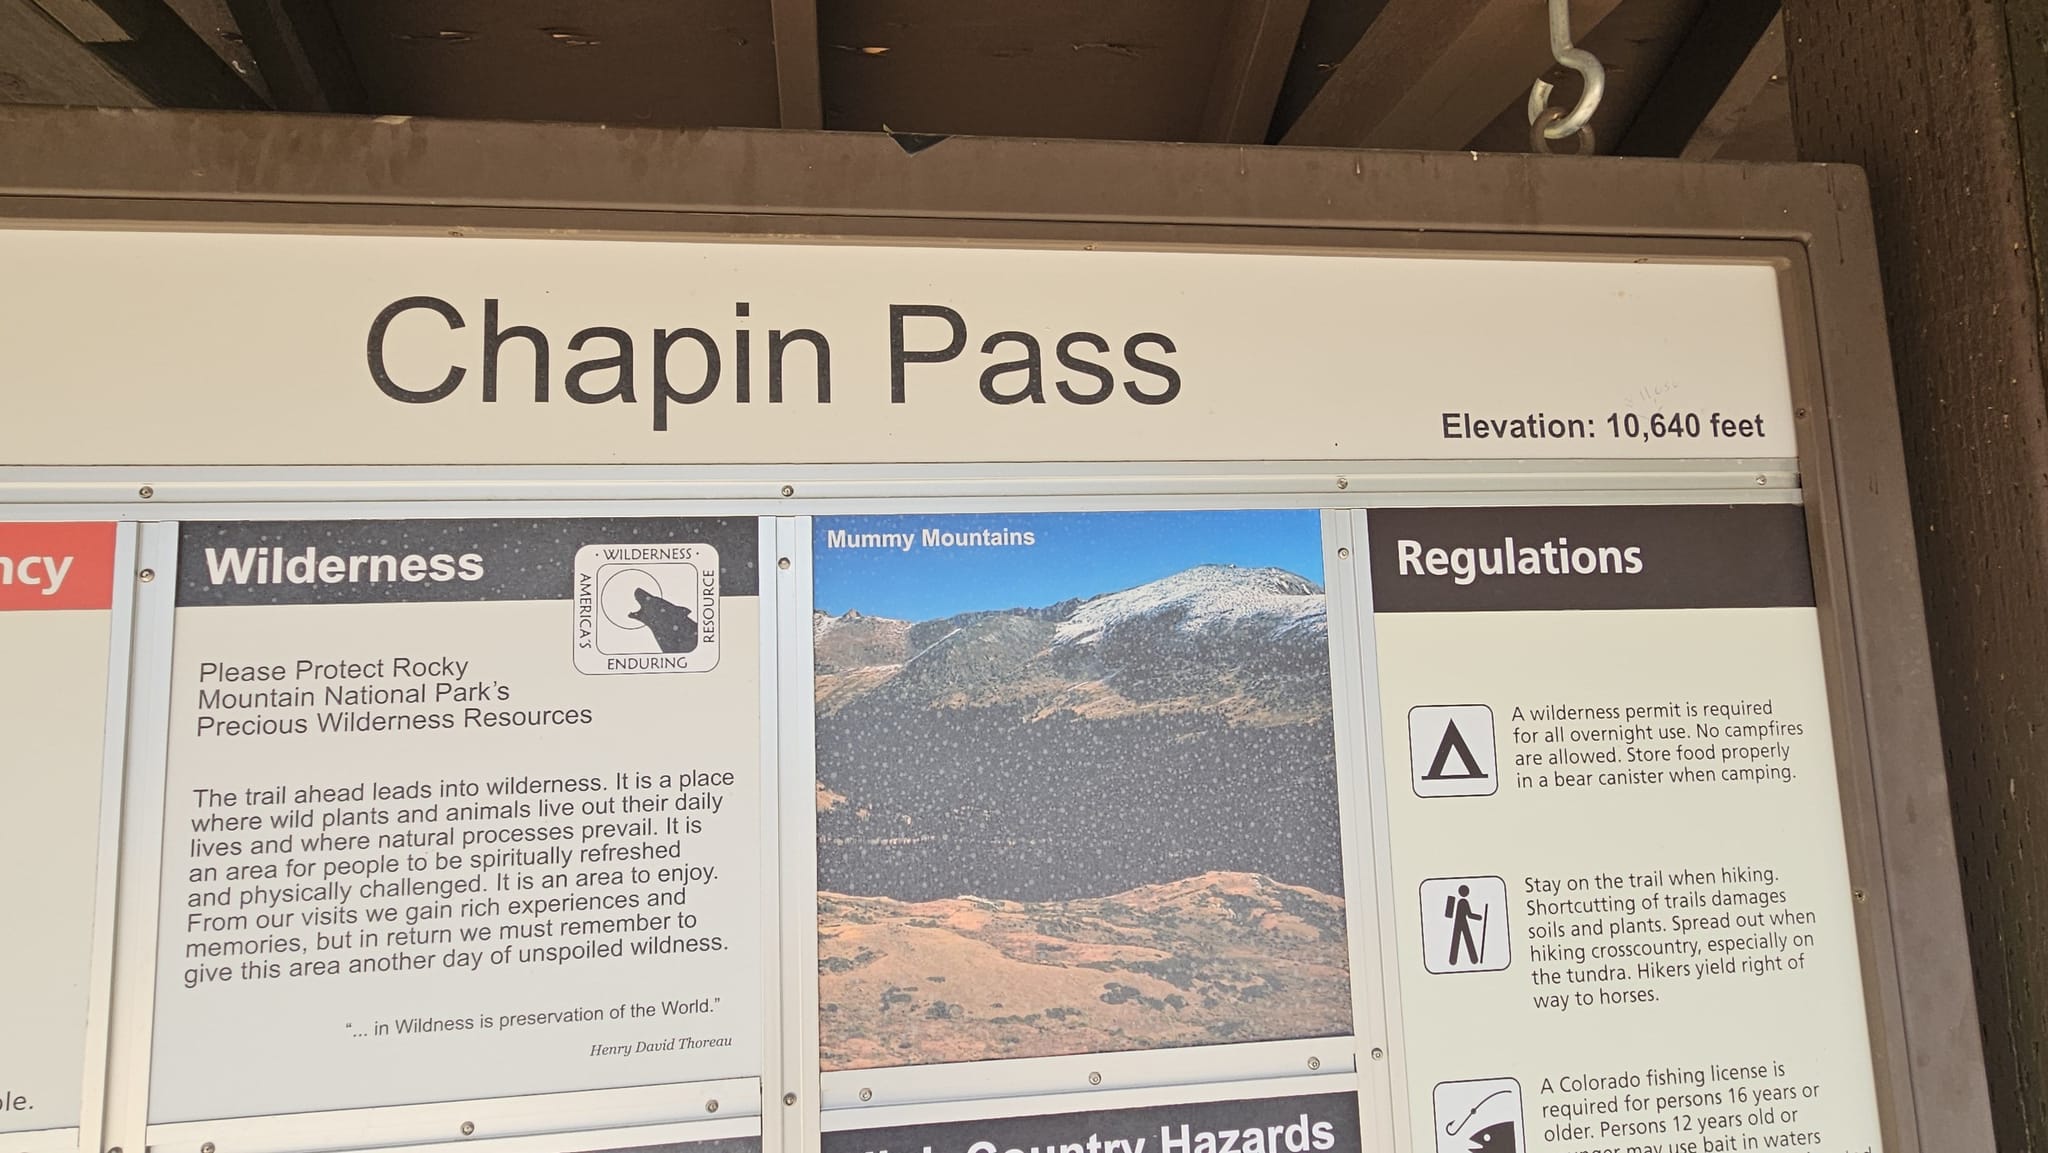 Chapin Pass
Elevation: 10,640 feet
ncy
ole.
Wilderness
· WILDERNESS ·
AMERICA'S
RESOURCE
ENDURING
Please Protect Rocky
Mountain National Park's
Precious Wilderness Resources
The trail ahead leads into wilderness. It is a place
where wild plants and animals live out their daily
lives and where natural processes prevail. It is
an area for people to be spiritually refreshed
and physically challenged. It is an area to enjoy.
From our visits we gain rich experiences and
memories, but in return we must remember to
give this area another day of unspoiled wildness.
"... in Wildness is preservation of the World."
Henry David Thoreau
Mummy Mountains
Country Hazards
Regulations
A wilderness permit is required
for all overnight use. No campfires
are allowed. Store food properly
in a bear canister when camping.
Stay on the trail when hiking.
Shortcutting of trails damages
soils and plants. Spread out when
hiking crosscountry, especially on
the tundra. Hikers yield right of
way to horses.
A Colorado fishing license is
required for persons 16 years or
older. Persons 12 years old or
may use bait in waters